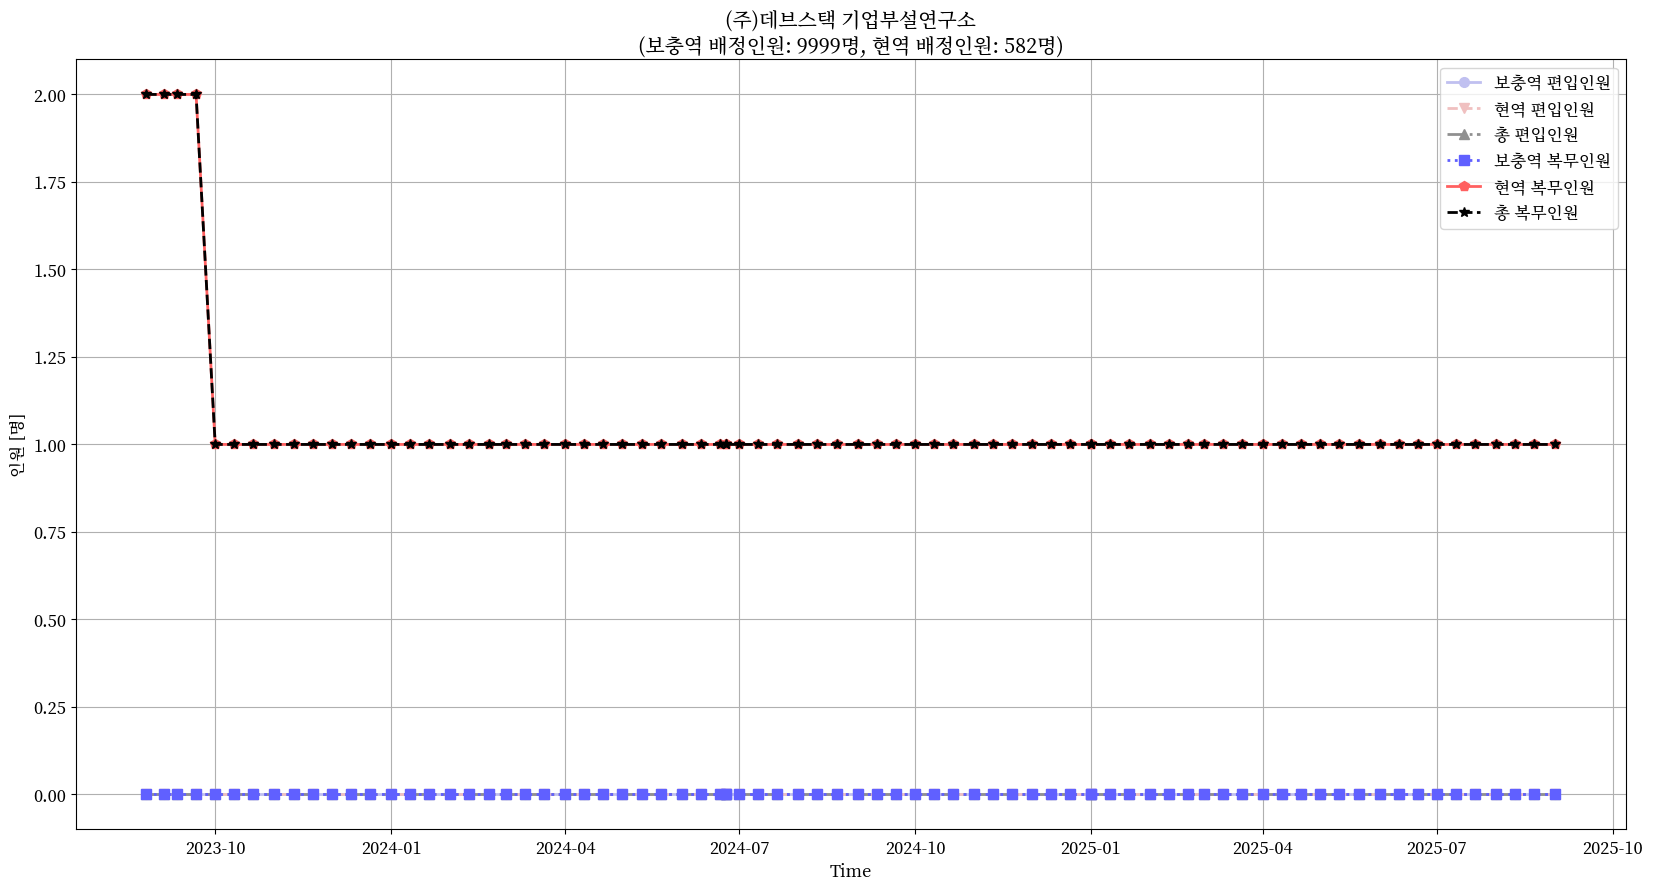 (주)데브스택 기업부설연구소
(보충역 배정인원: 9999명, 현역 배정인원: 582명)
보충역 편입인원
현역 편입인원
총 편입인원
보충역 복무인원
현역 복무인원
총 복무인원
2.00
1.75
1.50
1.25
1.00
0.75
0.50
0.25
0.00
인원 [명]
2023-10 2024-01 2024-04 2024-07 2024-10 2025-01 2025-04 2025-07 2025-10
Time